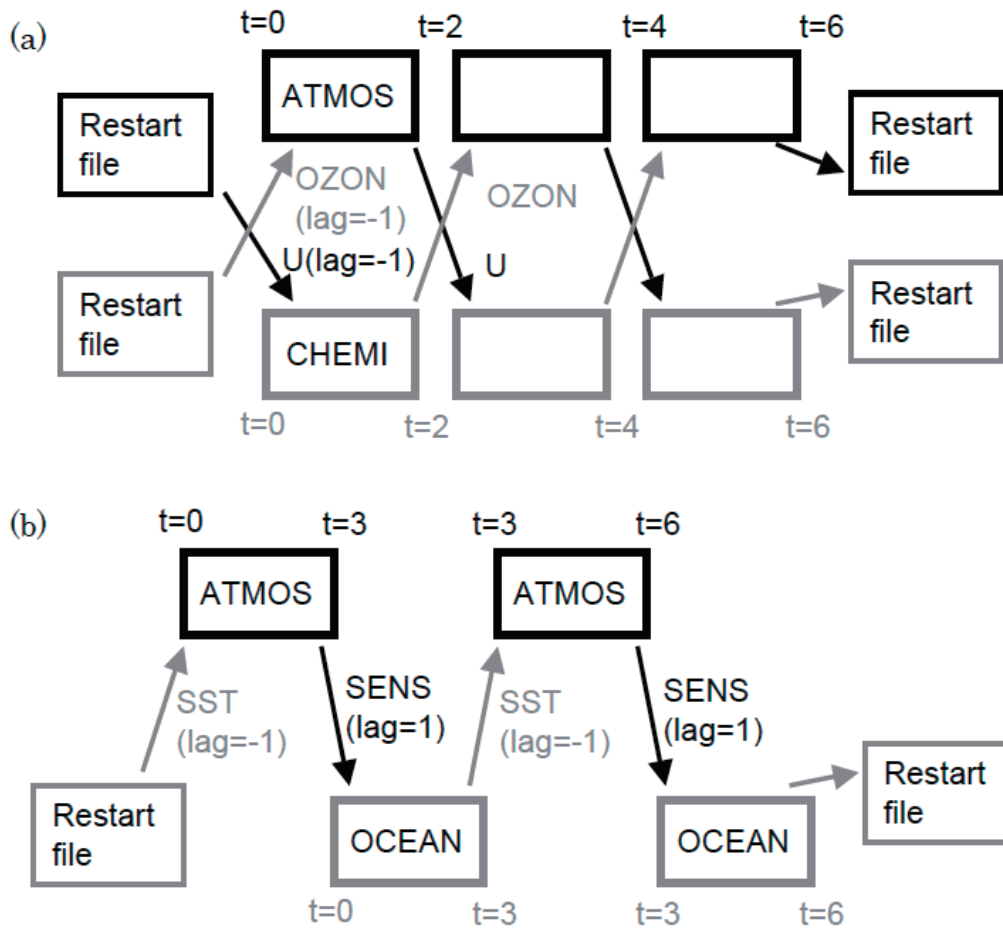 (a)
t=0
t=2
t=4
t=6
Restart
file
ATMOS
Restart
file
OZON
(lag=-1)
U(lag=-1)
OZON
U
Restart
file
CHEMI
Restart
file
t=0
t=2
t=4
t=6
(b)
t=0
t=3
t=3
t=6
ATMOS
ATMOS
SST
(lag=-1)
SENS
(lag=1)
SST
(lag=-1)
SENS
(lag=1)
Restart
file
OCEAN
OCEAN
Restart
file
t=0
t=3
t=3
t=6